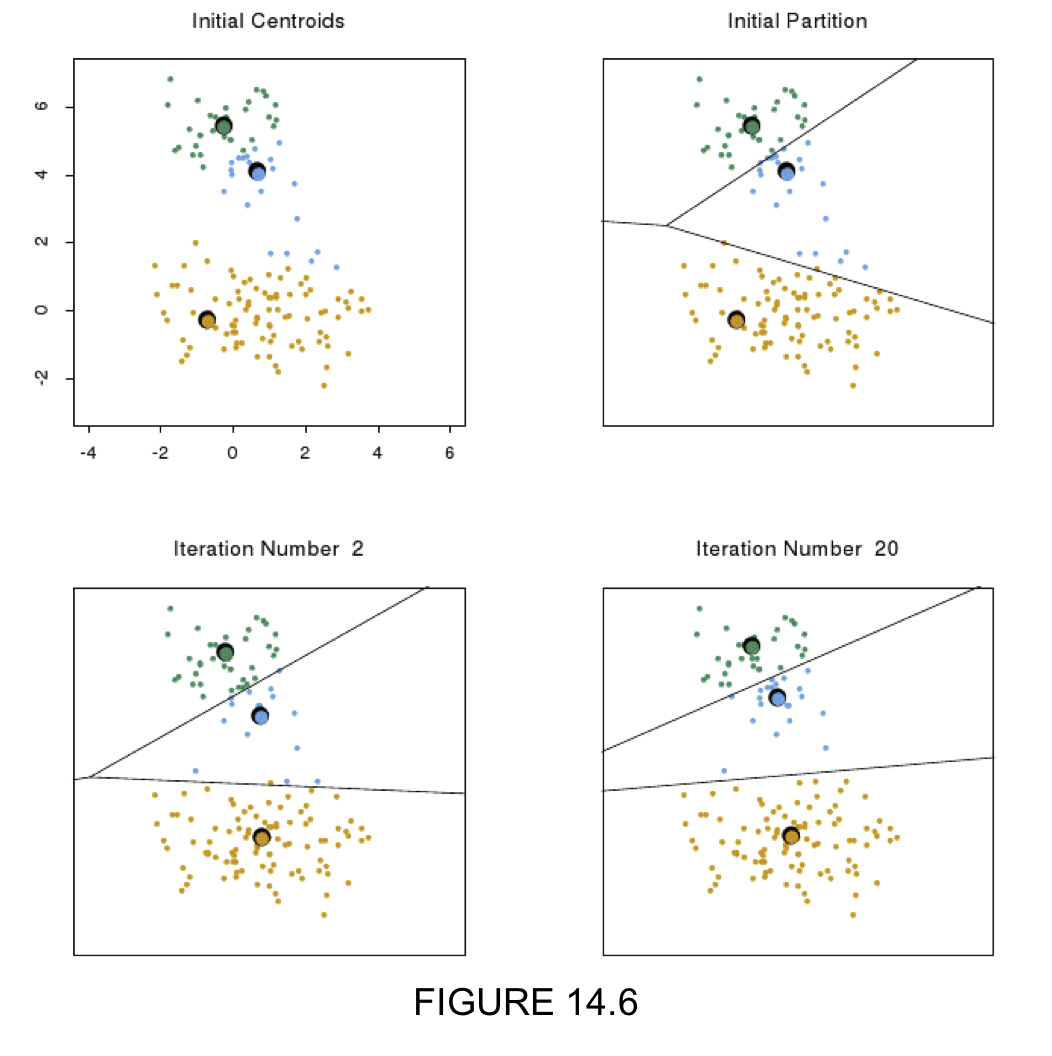 Initial Centroids
Initial Partition
6
4
2
0
-2
-4 -2 0 2 4 6
Iteration Number 2
Iteration Number 20
FIGURE 14.6